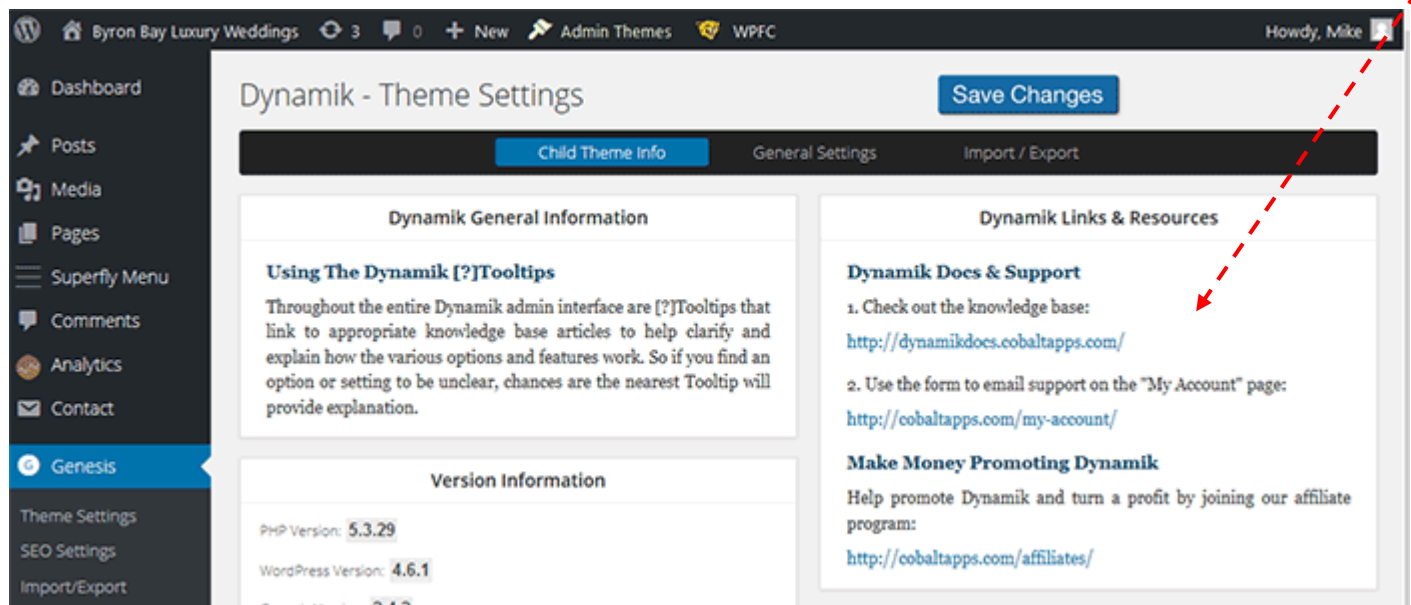 Byron Bay Luxury Weddings 3 0 New Admin Themes WPFC Howdy, Mike
Dashboard
Posts
Media
Pages
Superfly Menu
Comments
Analytics
Contact
Genesis
Theme Settings
SEO Settings
Import/Export
Dynamik - Theme Settings
Save Changes
Child Theme Info General Settings Import / Export
Dynamik General Information
Using The Dynamik [?]Tooltips
Throughout the entire Dynamik admin interface are [?]Tooltips that
link to appropriate knowledge base articles to help clarify and
explain how the various options and features work. So if you find an
option or setting to be unclear, chances are the nearest Tooltip will
provide explanation.
Version Information
PHP Version: 5.3.29
WordPress Version: 4.6.1
Dynamik Links & Resources
Dynamik Docs & Support
1. Check out the knowledge base:
http://dynamikdocs.cobaltapps.com/
2. Use the form to email support on the "My Account" page:
http://cobaltapps.com/my-account/
Make Money Promoting Dynamik
Help promote Dynamik and turn a profit by joining our affiliate
program:
http://cobaltapps.com/affiliates/